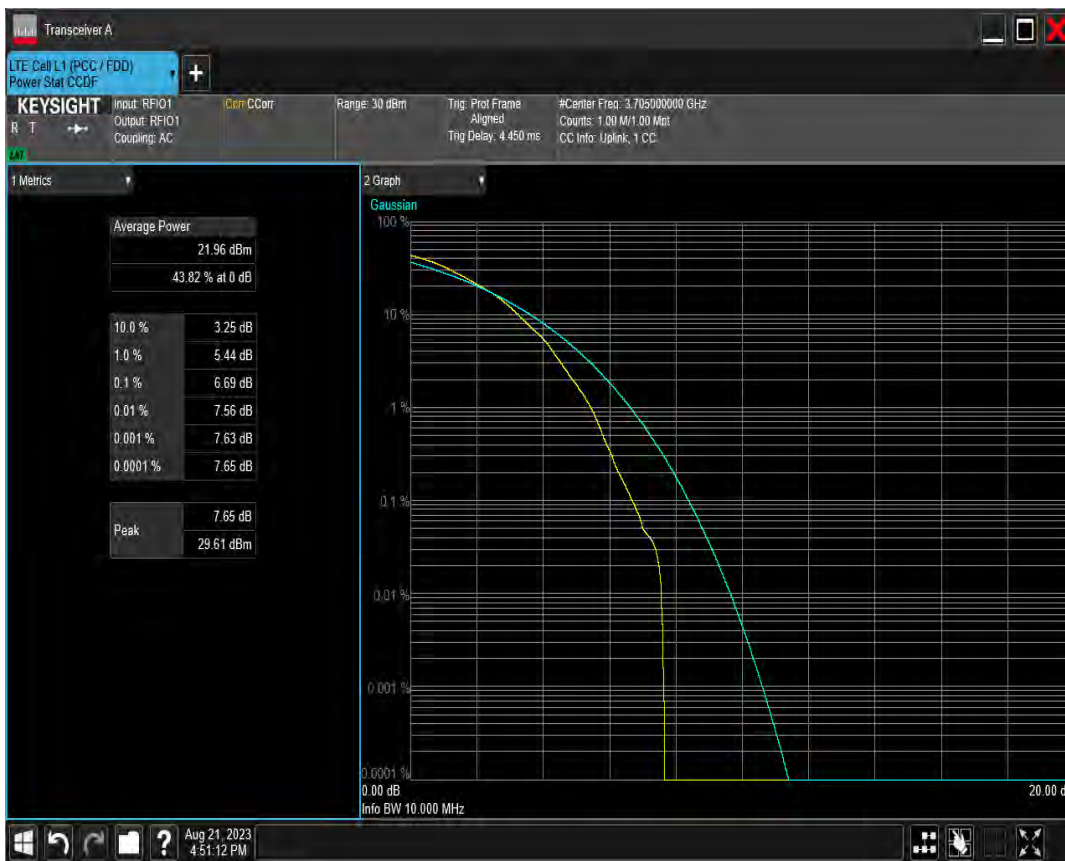 Transceiver A
LTE Cell L1 (PCC / FDD)
Power Stat CCDF
KEYSIGHT
R T
LXI
Input: RFIO1
Output: RFIO1
Coupling: AC
Corr CCorr
Range: 30 dBm
Trig: Prot Frame
Aligned
Trig Delay: 4.450 ms
#Center Freq: 3.705000000 GHz
Counts: 1.00 M/1.00 Mpt
CC Info: Uplink, 1 CC
1 Metrics
Average Power
21.96 dBm
43.82 % at 0 dB
10.0 % 3.25 dB
1.0 % 5.44 dB
0.1 % 6.69 dB
0.01 % 7.56 dB
0.001 % 7.63 dB
0.0001 % 7.65 dB
Peak
7.65 dB
29.61 dBm
2 Graph
Gaussian
100 %
10 %
1 %
0.1 %
0.01 %
0.001 %
0.0001 %
0.00 dB
20.00 d
Info BW 10.000 MHz
?
Aug 21, 2023
4:51:12 PM